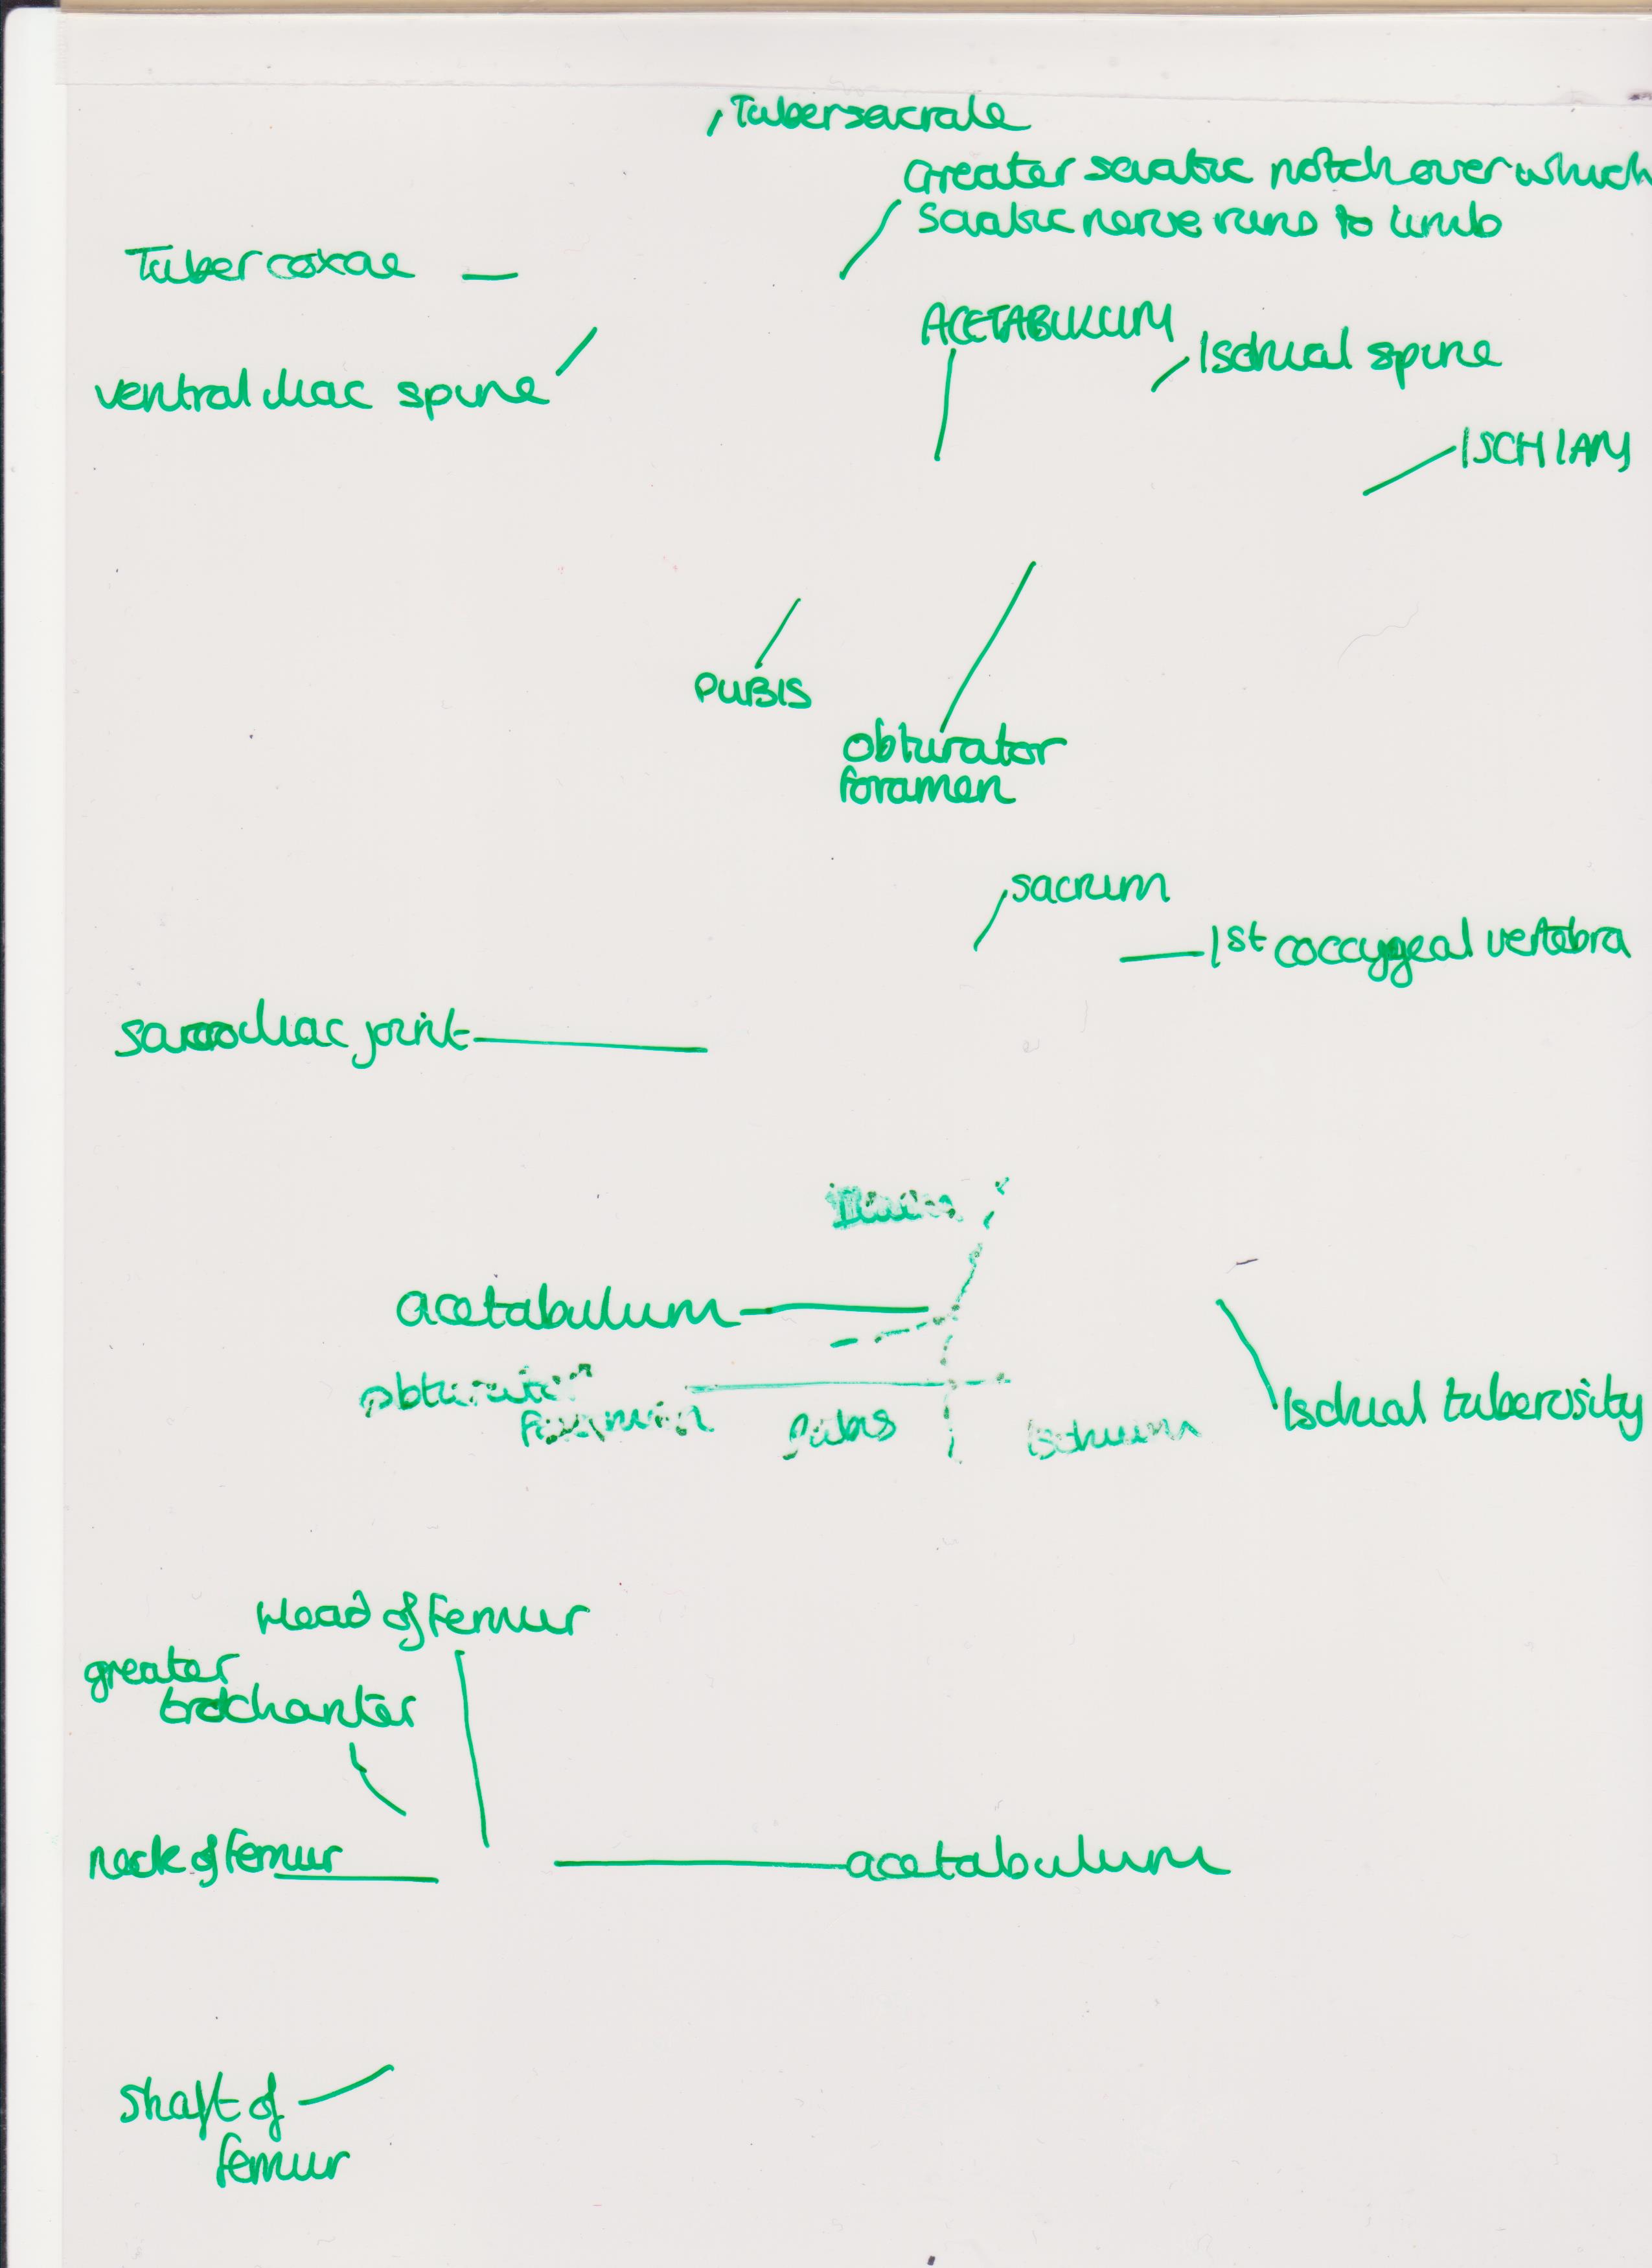 Tubersacrale
Greater sciatic notch over which
Sciatic nerve runs to limb
Tuber coxae
ACETABULUM
Ischial spine
ventral iliac spine
ISCHIAM
PUBIS
obturator
foramen
sacrum
1st coccygeal vertebra
sacroiliac joint
Ilium
acetabulum
obturator
foramen
Pubis
Ischium
Ischial tuberosity
Head of femur
greater
trochanter
neck of femur
acetabulum
shaft of
femur